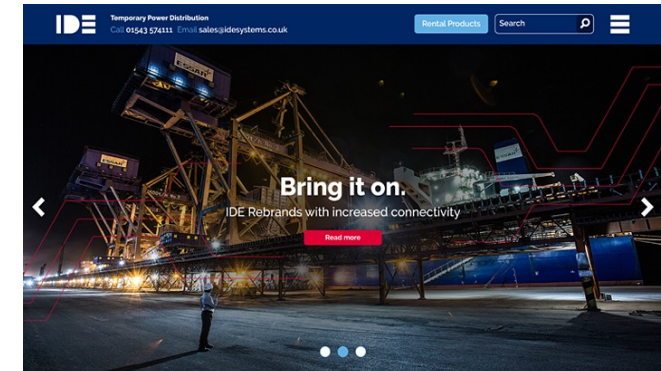 IDE
Temporary Power Distribution
Call 01543 574111 Email sales@idesystems.co.uk
Rental Products
Search
ESSAR
ESSAR
ESSAR
Bring it on.
IDE Rebrands with increased connectivity
Read more